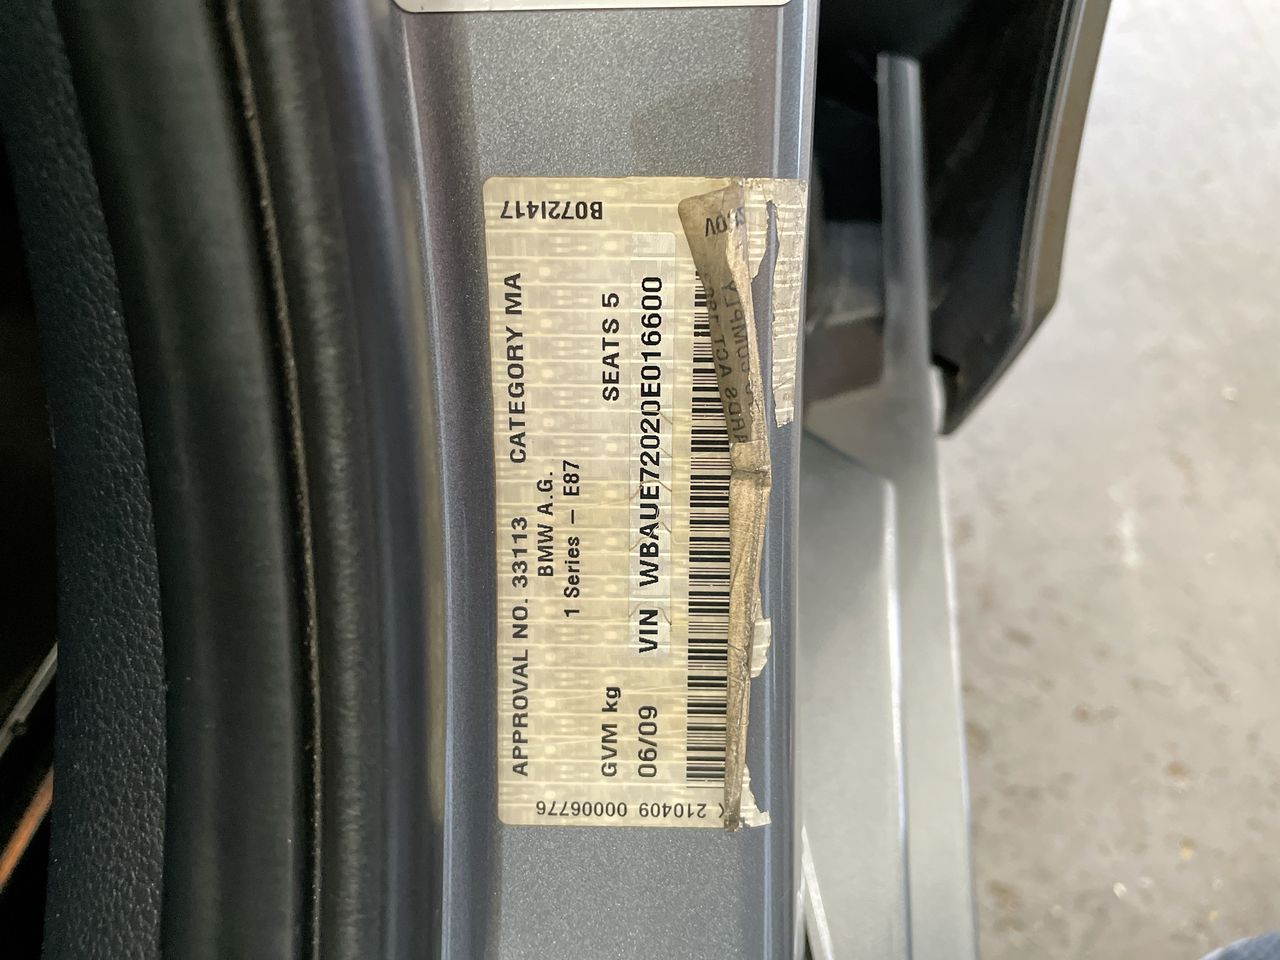 B0721417
APPROVAL NO. 33113 CATEGORY MA
BMW A.G.
1 Series – E87
GVM kg SEATS 5
06/09 VIN WBAUE72020E016600
210409 00006776